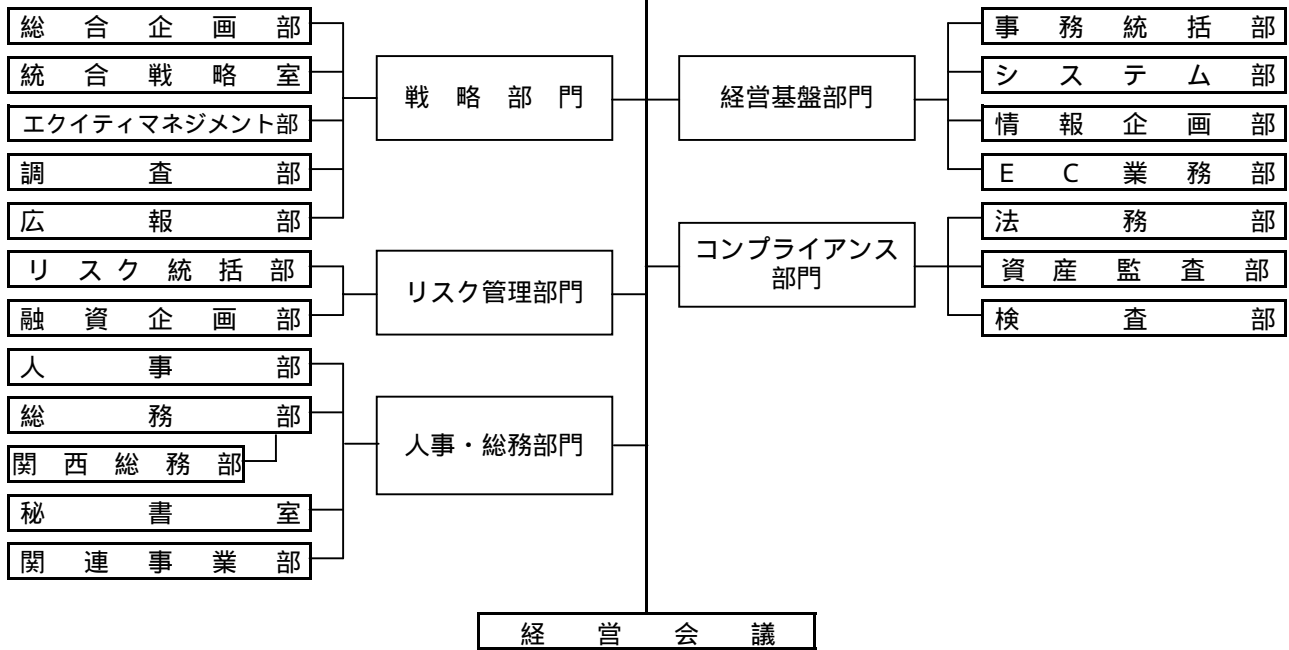 総合企画部
統合戦略室
エクイティマネジメント部
調査部
広報部
戦略部門
リスク統括部
融資企画部
リスク管理部門
人事部
総務部
関西総務部
秘書室
関連事業部
人事・総務部門
経営基盤部門
事務統括部
システム部
情報企画部
EC業務部
コンプライアンス
部門
法務部
資産監査部
検査部
経営会議